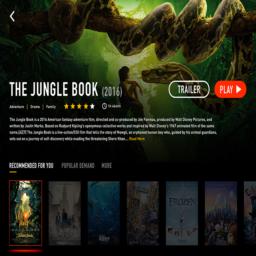 THE JUNGLE BOOK (2016)
TRAILER
PLAY
Adventure | Drama | Family
The Jungle Book is a 2016 American fantasy adventure film, directed and co-produced by Jon Favreau, produced by Walt Disney Pictures, and
written by Justin Marks. Based on Rudyard Kipling's eponymous collective works and inspired by Walt Disney's 1967 animated film of the same
name,[6][7] The Jungle Book is a live-action/CGI film that tells the story of Mowgli, an orphaned human boy who, guided by his animal guardians,
sets out on a journey of self-discovery while evading the threatening Shere Khan... Read More
RECOMMENDED FOR YOU
POPULAR DEMAND
MORE
FROZEN